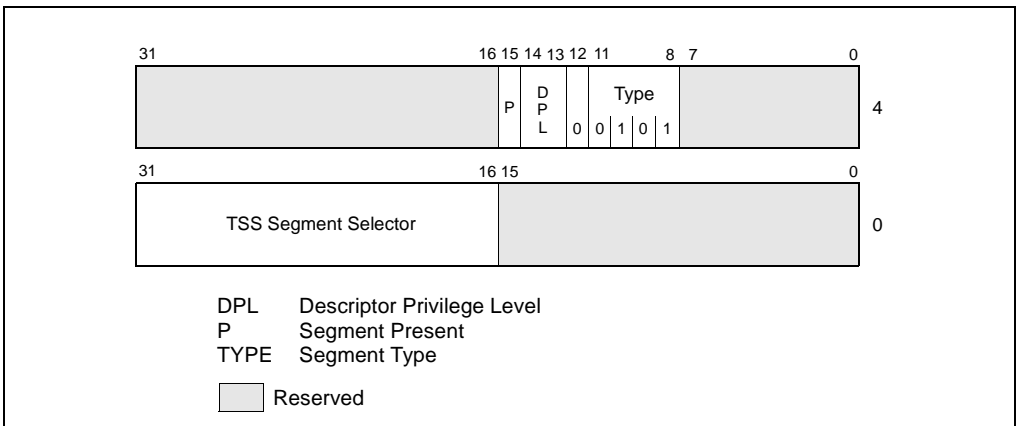 31 16 15 14 13 12 11 8 7 0
P D P L 0 Type 0 1 0 1 4
31 16 15 0
TSS Segment Selector 0
DPL Descriptor Privilege Level
P Segment Present
TYPE Segment Type
Reserved